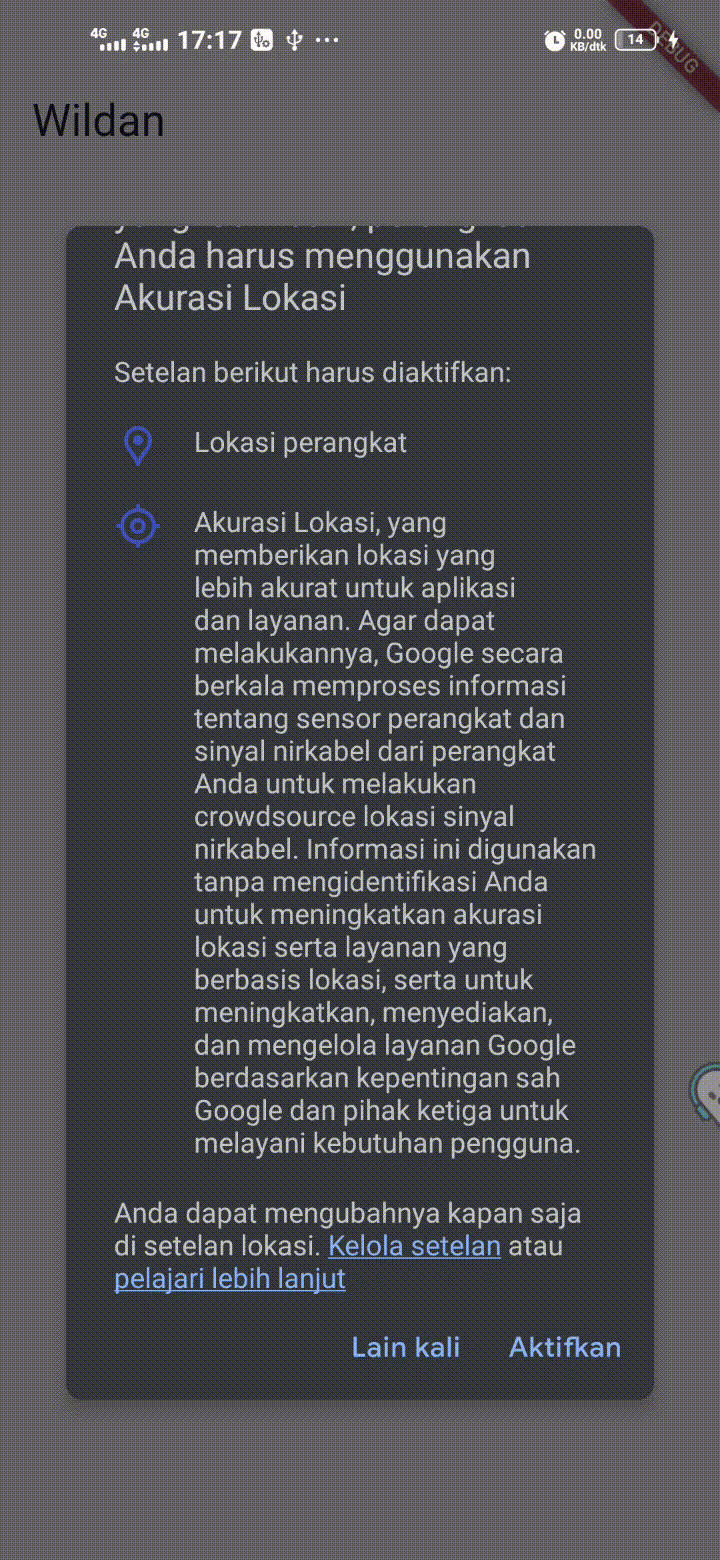 4G 4G 17:17 0.00 KB/dtk 14
DEBUG
Wildan
Anda harus menggunakan
Akurasi Lokasi
Setelan berikut harus diaktifkan:
Lokasi perangkat
Akurasi Lokasi, yang
memberikan lokasi yang
lebih akurat untuk aplikasi
dan layanan. Agar dapat
melakukannya, Google secara
berkala memproses informasi
tentang sensor perangkat dan
sinyal nirkabel dari perangkat
Anda untuk melakukan
crowdsource lokasi sinyal
nirkabel. Informasi ini digunakan
tanpa mengidentifikasi Anda
untuk meningkatkan akurasi
lokasi serta layanan yang
berbasis lokasi, serta untuk
meningkatkan, menyediakan,
dan mengelola layanan Google
berdasarkan kepentingan sah
Google dan pihak ketiga untuk
melayani kebutuhan pengguna.
Anda dapat mengubahnya kapan saja
di setelan lokasi. Kelola setelan atau
pelajari lebih lanjut
Lain kali Aktifkan